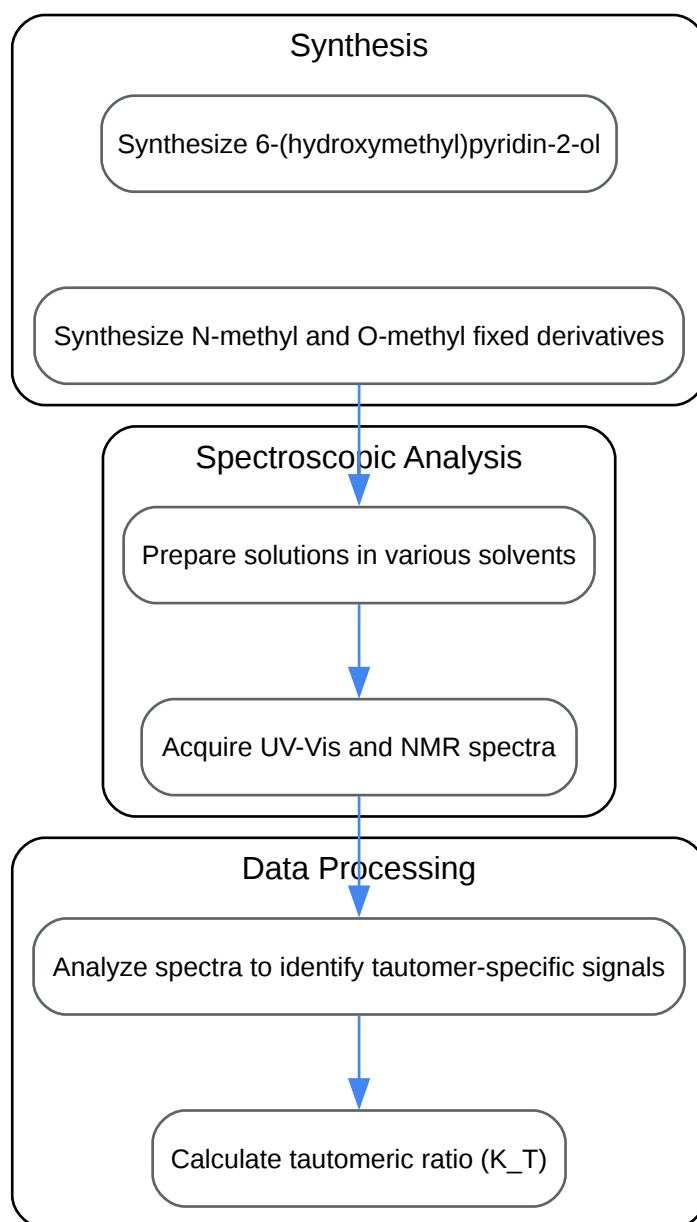 Synthesis
Synthesize 6-(hydroxymethyl)pyridin-2-ol
Synthesize N-methyl and O-methyl fixed derivatives
Spectroscopic Analysis
Prepare solutions in various solvents
Acquire UV-Vis and NMR spectra
Data Processing
Analyze spectra to identify tautomer-specific signals
Calculate tautomeric ratio (K_T)